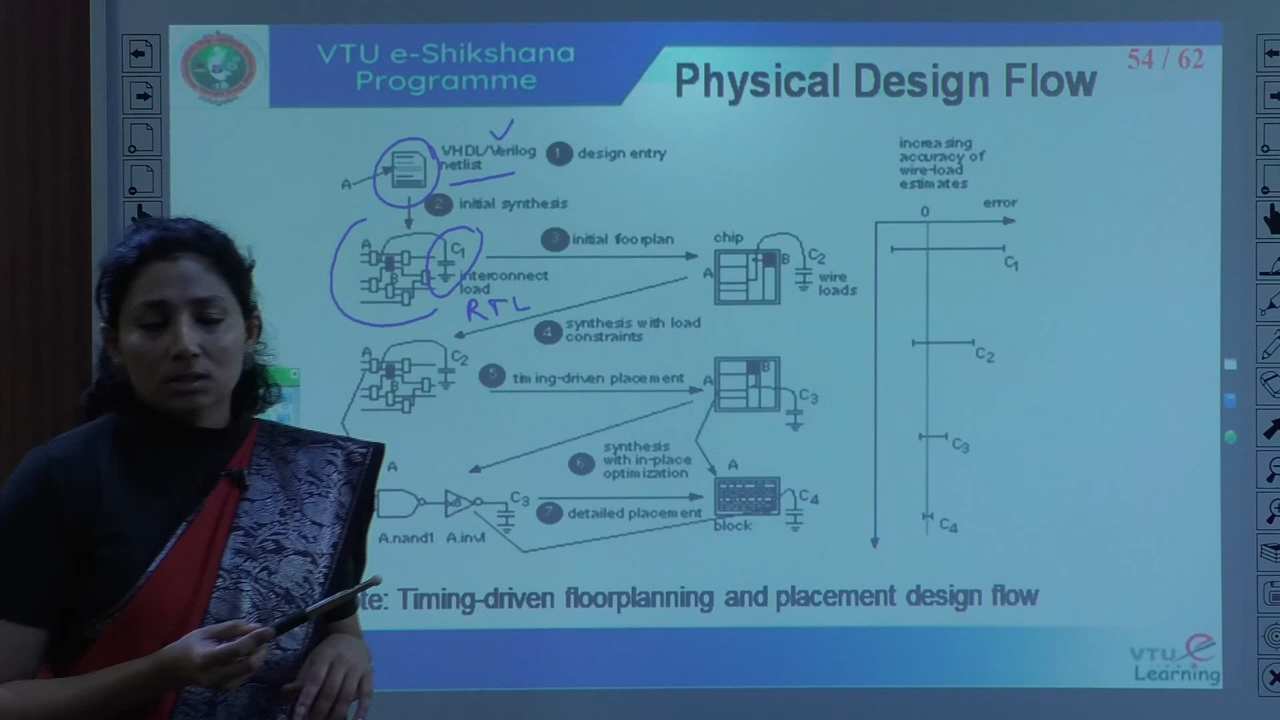 VTU e-Shikshana
Programme
Physical Design Flow
54 / 62
VHDL/Verilog
netlist
1 design entry
A
2 initial synthesis
A
B
C1
interconnect
load
RTL
3 initial foorplan
chip
A
B
C2
wire
loads
4 synthesis with load
constraints
A
B
C2
5 timing-driven placement
A
B
C3
6 synthesis
with in-place
optimization
A
C3
7 detailed placement
A
C4
block
A.nand1 A.inv1
increasing
accuracy of
wire-load
estimates
error
0
C1
C2
C3
C4
te: Timing-driven floorplanning and placement design flow
VTU e
Learning